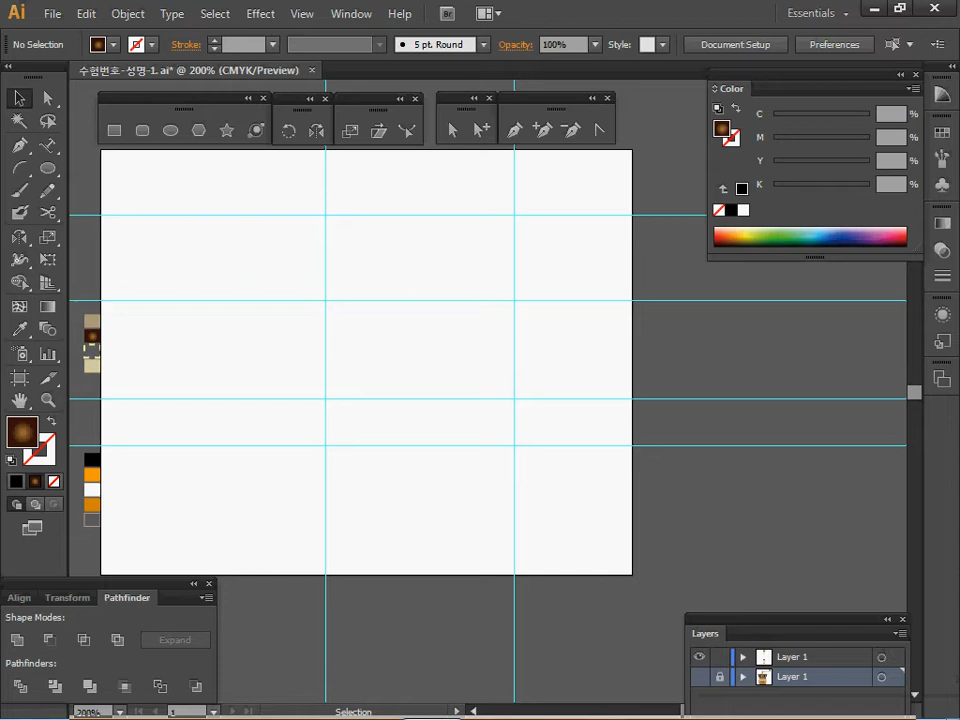 Ai File Edit Object Type Select Effect View Window Help Br Essentials
No Selection Stroke: 5 pt. Round Opacity: 100% Style: Document Setup Preferences
수험번호-성명-1. ai* @ 200% (CMYK/Preview)
Color
C %
M %
Y %
K %
Align Transform Pathfinder
Shape Modes:
Expand
Pathfinders:
Layers
Layer 1
Layer 1
200% 1 Selection